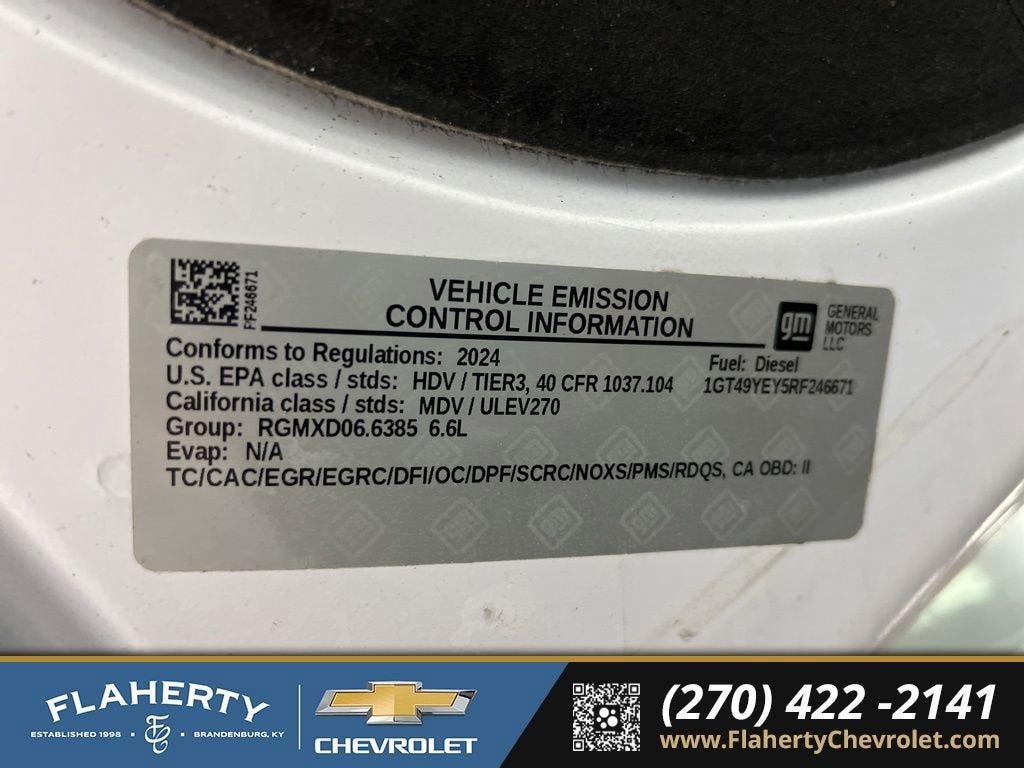 RF246671
VEHICLE EMISSION
CONTROL INFORMATION
gm
GENERAL
MOTORS
LLC
Conforms to Regulations: 2024
Fuel: Diesel
U.S. EPA class / stds: HDV / TIER3, 40 CFR 1037.104
1GT49YEY5RF246671
California class / stds: MDV / ULEV270
Group: RGMXD06.6385 6.6L
Evap: N/A
TC/CAC/EGR/EGRC/DFI/OC/DPF/SCRC/NOXS/PMS/RDQS, CA OBD: II
FLAHERTY
ESTABLISHED 1998 • • BRANDENBURG, KY
CHEVROLET
(270) 422 -2141
www.FlahertyChevrolet.com